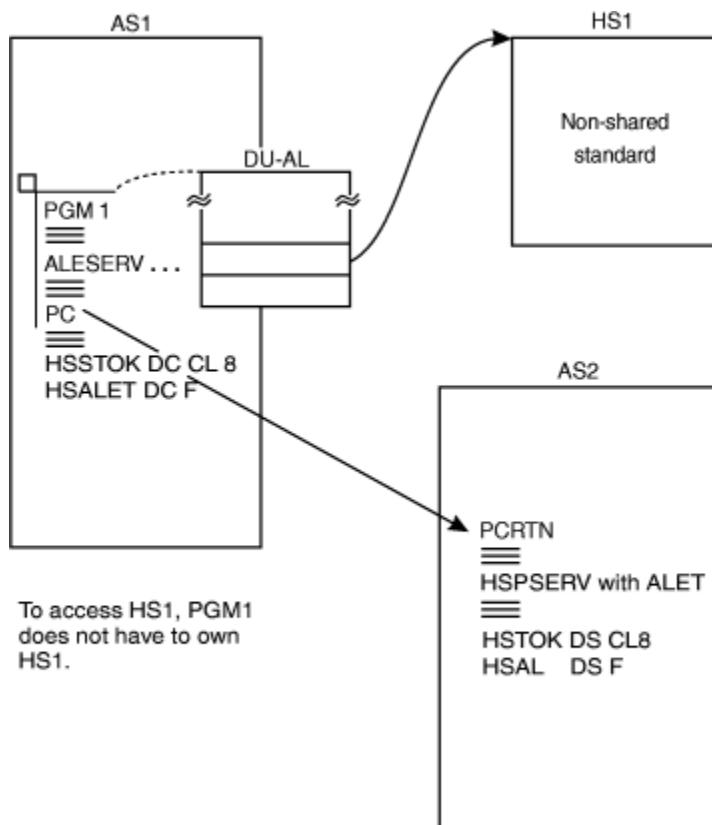 AS1
HS1
Non-shared
standard
DU-AL
PGM 1
ALESERV . . .
PC
HSSTOK DC CL 8
HSALET DC F
AS2
PCRTN
HSPSERV with ALET
HSTOK DS CL8
HSAL DS F
To access HS1, PGM1
does not have to own
HS1.